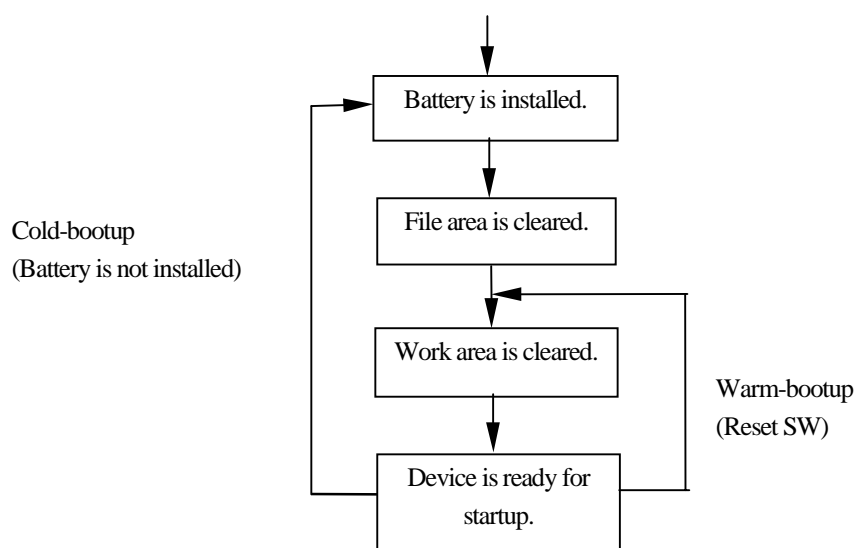 Battery is installed.
File area is cleared.
Cold-bootup
(Battery is not installed)
Work area is cleared.
Warm-bootup
(Reset SW)
Device is ready for
startup.